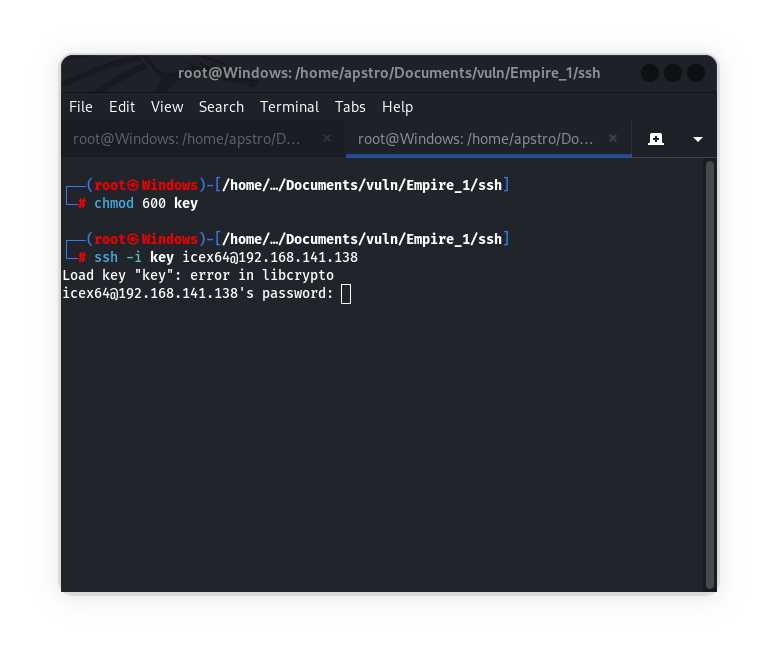 root@Windows: /home/apstro/Documents/vuln/Empire_1/ssh
File Edit View Search Terminal Tabs Help
root@Windows: /home/apstro/D... × root@Windows: /home/apstro/Do... ×
┌──(root㉿Windows)-[/home/…/Documents/vuln/Empire_1/ssh]
└─# chmod 600 key
┌──(root㉿Windows)-[/home/…/Documents/vuln/Empire_1/ssh]
└─# ssh -i key icex64@192.168.141.138
Load key "key": error in libcrypto
icex64@192.168.141.138's password: